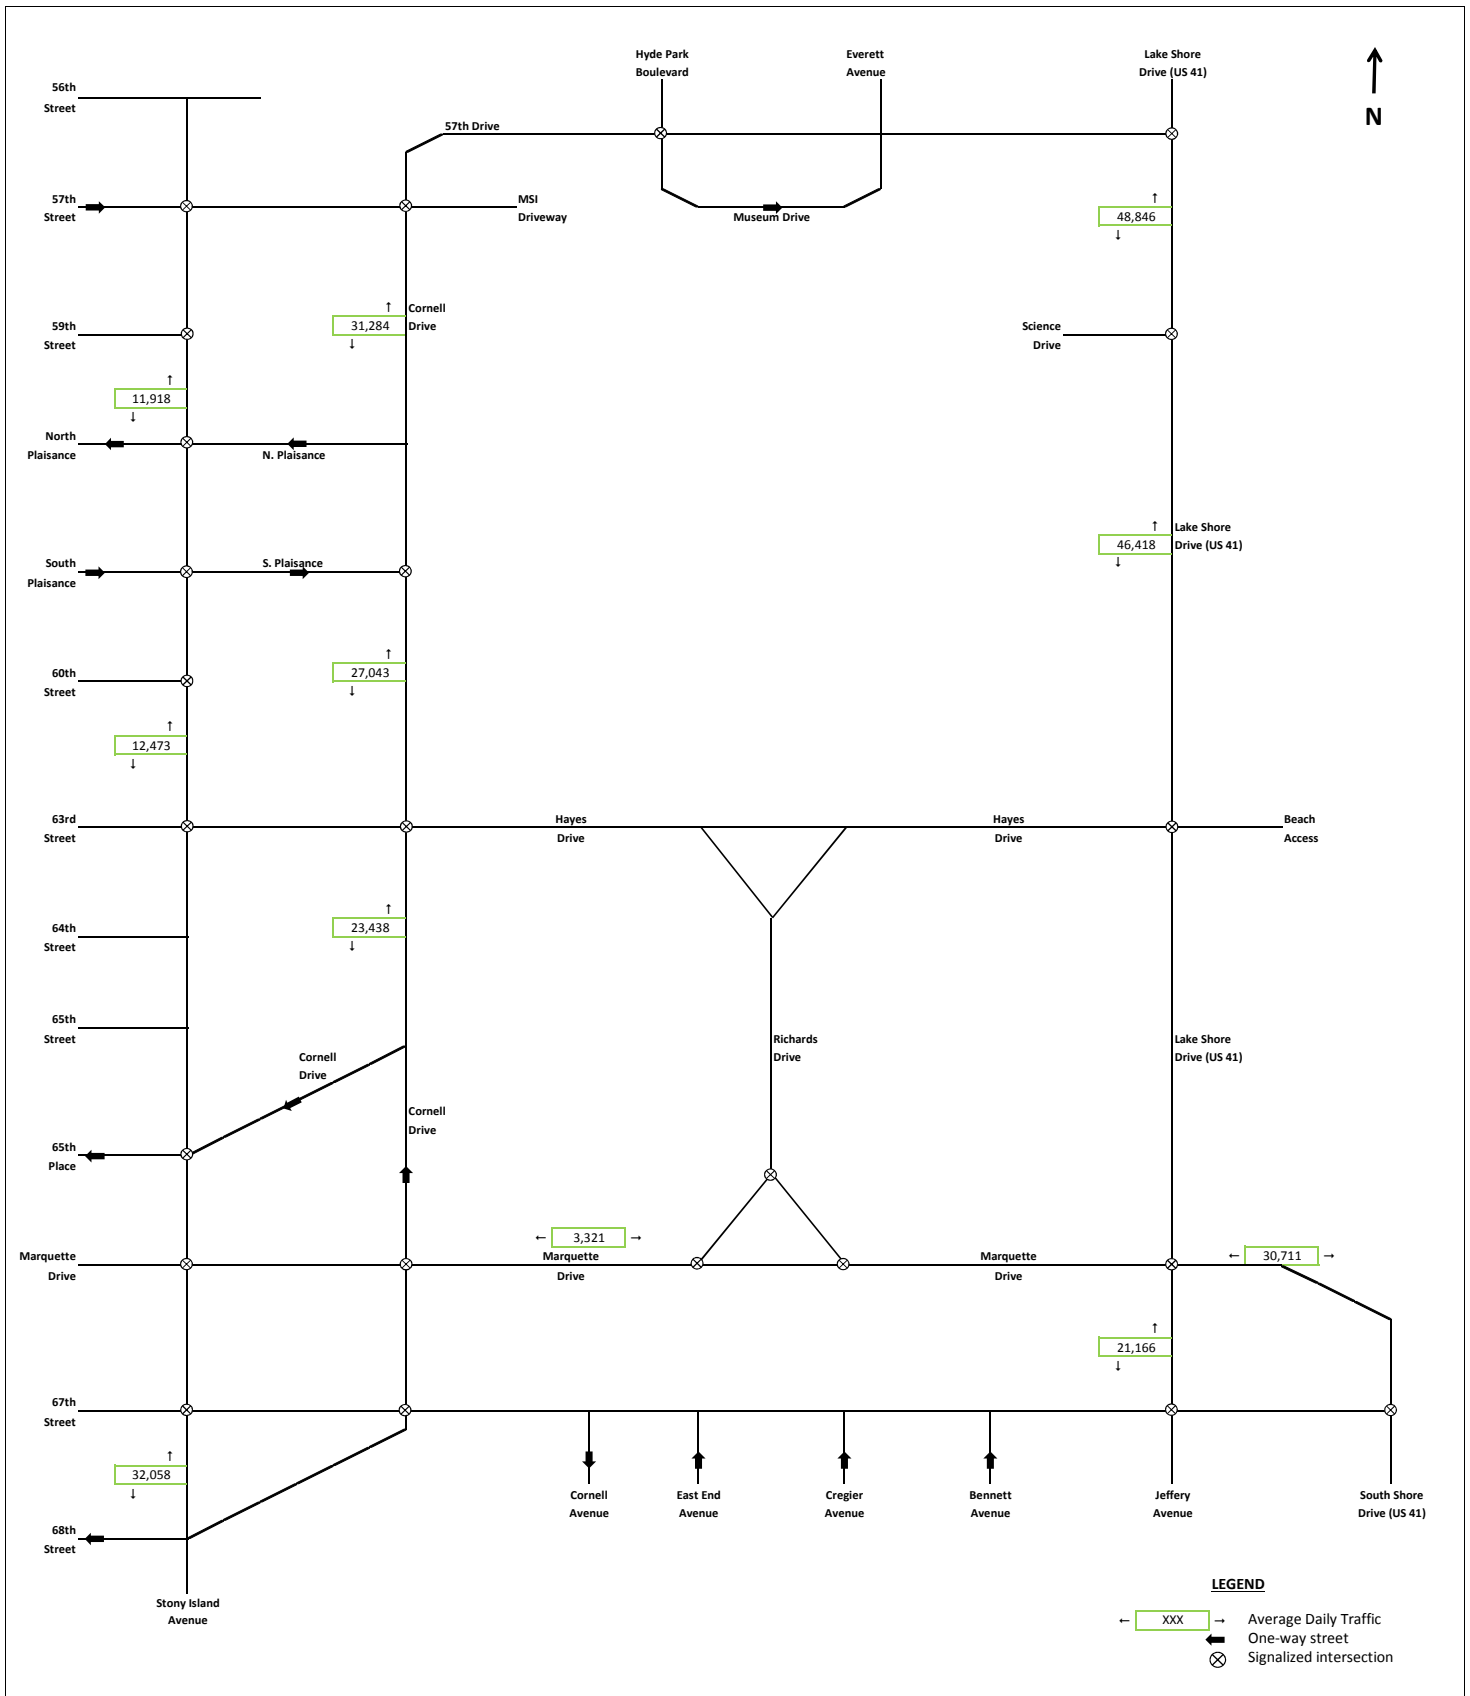 Hyde Park
Boulevard
Everett
Avenue
Lake Shore
Drive (US 41)
N
56th
Street
57th Drive
57th
Street
MSI
Driveway
Museum Drive
48,846
59th
Street
31,284
Cornell
Drive
Science
Drive
11,918
North
Plaisance
N. Plaisance
South
Plaisance
S. Plaisance
46,418
Lake Shore
Drive (US 41)
60th
Street
27,043
12,473
63rd
Street
Hayes
Drive
Hayes
Drive
Beach
Access
64th
Street
23,438
65th
Street
Cornell
Drive
Richards
Drive
Lake Shore
Drive (US 41)
Cornell
Drive
65th
Place
Marquette
Drive
3,321
Marquette
Drive
Marquette
Drive
30,711
21,166
67th
Street
32,058
68th
Street
Cornell
Avenue
East End
Avenue
Cregier
Avenue
Bennett
Avenue
Jeffery
Avenue
South Shore
Drive (US 41)
Stony Island
Avenue
LEGEND
XXX Average Daily Traffic
One-way street
Signalized intersection